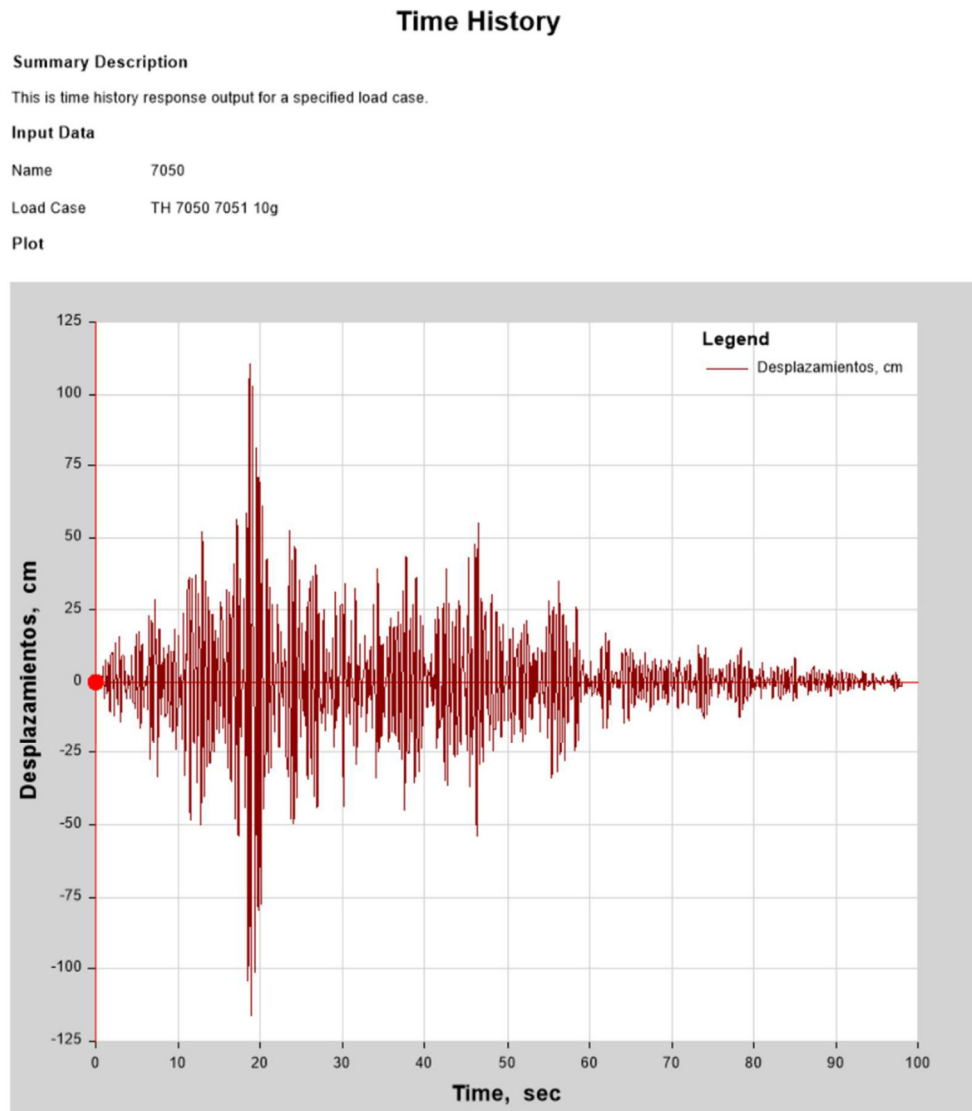 Time History
Summary Description
This is time history response output for a specified load case.
Input Data
Name 7050
Load Case TH 7050 7051 10g
Plot
Legend
Desplazamientos, cm
Desplazamientos, cm
125
100
75
50
25
0
-25
-50
-75
-100
-125
0 10 20 30 40 50 60 70 80 90 100
Time, sec